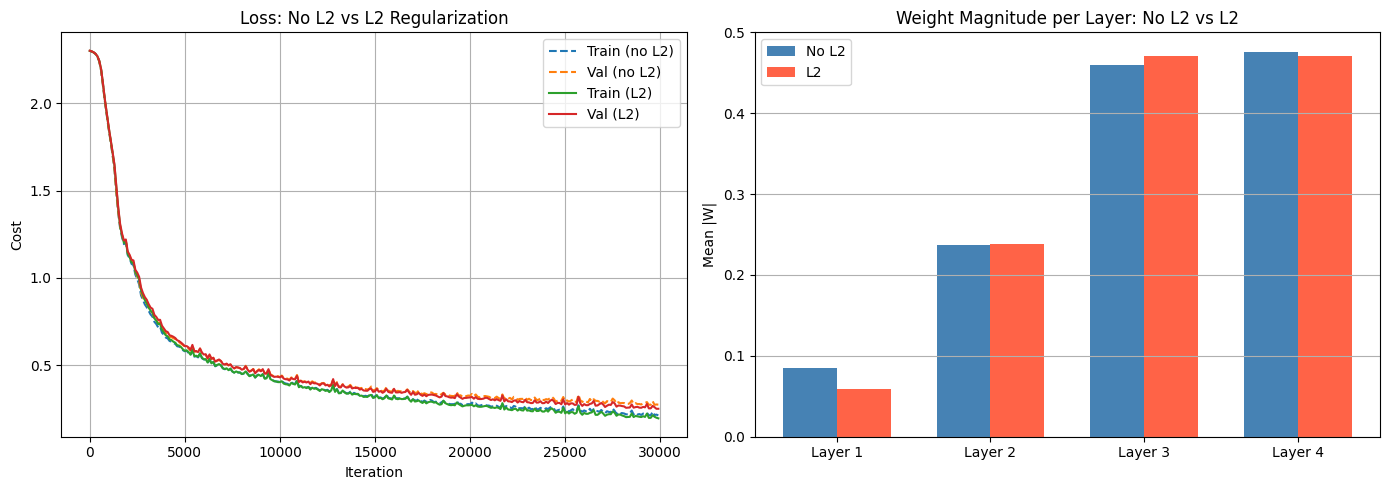 Loss: No L2 vs L2 Regularization
Cost
2.0
1.5
1.0
0.5
0 5000 10000 15000 20000 25000 30000
Iteration
Train (no L2)
Val (no L2)
Train (L2)
Val (L2)
Weight Magnitude per Layer: No L2 vs L2
Mean |W|
0.5
0.4
0.3
0.2
0.1
0.0
Layer 1 Layer 2 Layer 3 Layer 4
No L2
L2